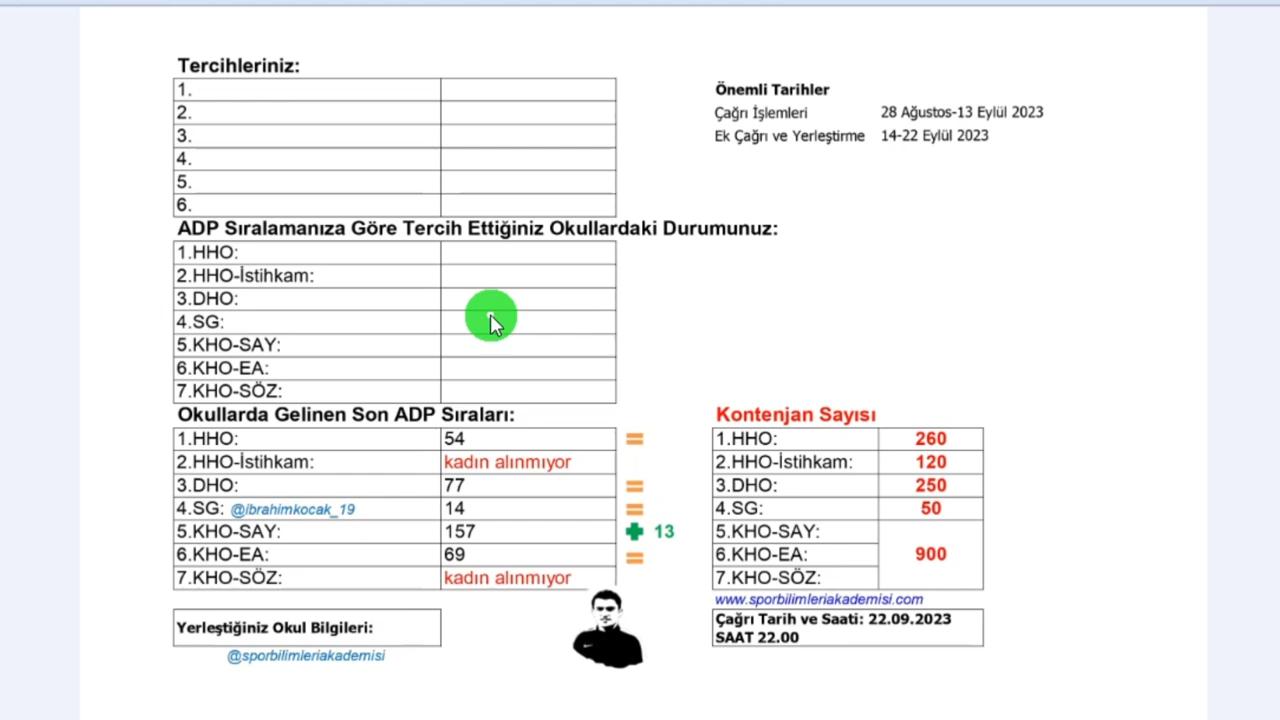 Tercihleriniz:
1.
2.
3.
4.
5.
6.
Önemli Tarihler
Çağrı İşlemleri 28 Ağustos-13 Eylül 2023
Ek Çağrı ve Yerleştirme 14-22 Eylül 2023
ADP Sıralamanıza Göre Tercih Ettiğiniz Okullardaki Durumunuz:
1.HHO:
2.HHO-İstihkam:
3.DHO:
4.SG:
5.KHO-SAY:
6.KHO-EA:
7.KHO-SÖZ:
Okullarda Gelinen Son ADP Sıraları:
1.HHO: 54 =
2.HHO-İstihkam: kadın alınmıyor
3.DHO: 77 =
4.SG: @ibrahimkocak_19 14 =
5.KHO-SAY: 157 + 13
6.KHO-EA: 69 =
7.KHO-SÖZ: kadın alınmıyor
Kontenjan Sayısı
1.HHO: 260
2.HHO-İstihkam: 120
3.DHO: 250
4.SG: 50
5.KHO-SAY:
6.KHO-EA: 900
7.KHO-SÖZ:
www.sporbilimleriakademisi.com
Yerleştiğiniz Okul Bilgileri:
@sporbilimleriakademisi
Çağrı Tarih ve Saati: 22.09.2023
SAAT 22.00